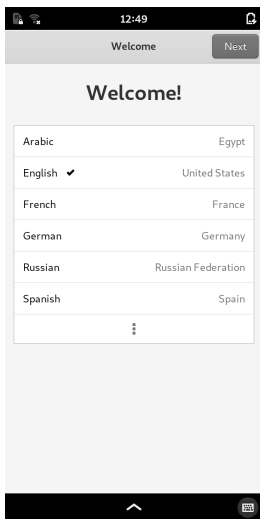 12:49
Welcome Next
Welcome!
Arabic Egypt
English ✔ United States
French France
German Germany
Russian Russian Federation
Spanish Spain